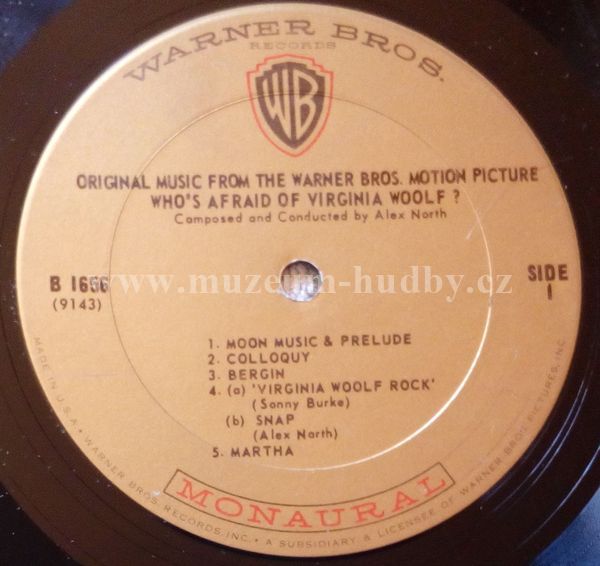 WARNER BROS.
RECORDS
WB
ORIGINAL MUSIC FROM THE WARNER BROS. MOTION PICTURE
WHO'S AFRAID OF VIRGINIA WOOLF ?
Composed and Conducted by Alex North
B 1656
(9143)
SIDE
1
www.muzeum-hudby.cz
1. MOON MUSIC & PRELUDE
2. COLLOQUY
3. BERGIN
4. (a) 'VIRGINIA WOOLF ROCK'
(Sonny Burke)
(b) SNAP
(Alex North)
5. MARTHA
MONAURAL
MADE IN U.S.A. • WARNER BROS. RECORDS, INC. • A SUBSIDIARY & LICENSEE OF WARNER BROS. PICTURES, INC.